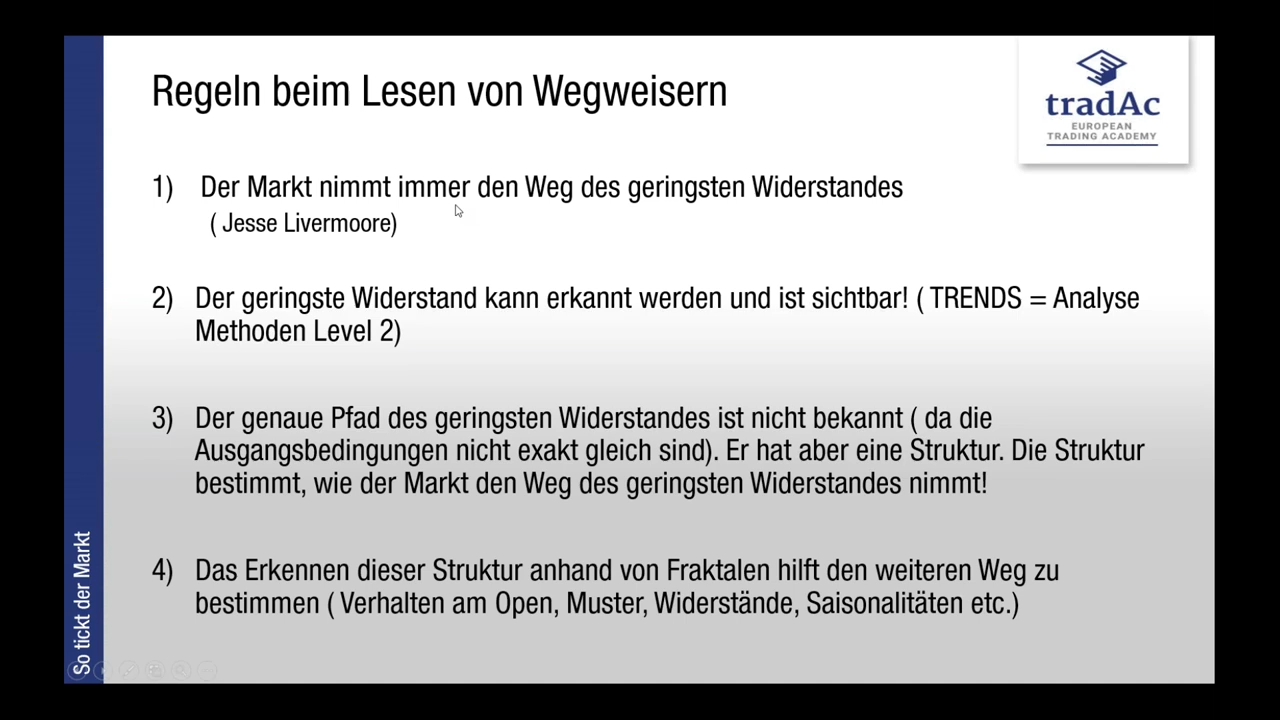 Regeln beim Lesen von Wegweisern
tradAc
EUROPEAN
TRADING ACADEMY
1) Der Markt nimmt immer den Weg des geringsten Widerstandes
( Jesse Livermoore)
2) Der geringste Widerstand kann erkannt werden und ist sichtbar! ( TRENDS = Analyse
Methoden Level 2)
3) Der genaue Pfad des geringsten Widerstandes ist nicht bekannt ( da die
Ausgangsbedingungen nicht exakt gleich sind). Er hat aber eine Struktur. Die Struktur
bestimmt, wie der Markt den Weg des geringsten Widerstandes nimmt!
4) Das Erkennen dieser Struktur anhand von Fraktalen hilft den weiteren Weg zu
bestimmen ( Verhalten am Open, Muster, Widerstände, Saisonalitäten etc.)
So tickt der Markt